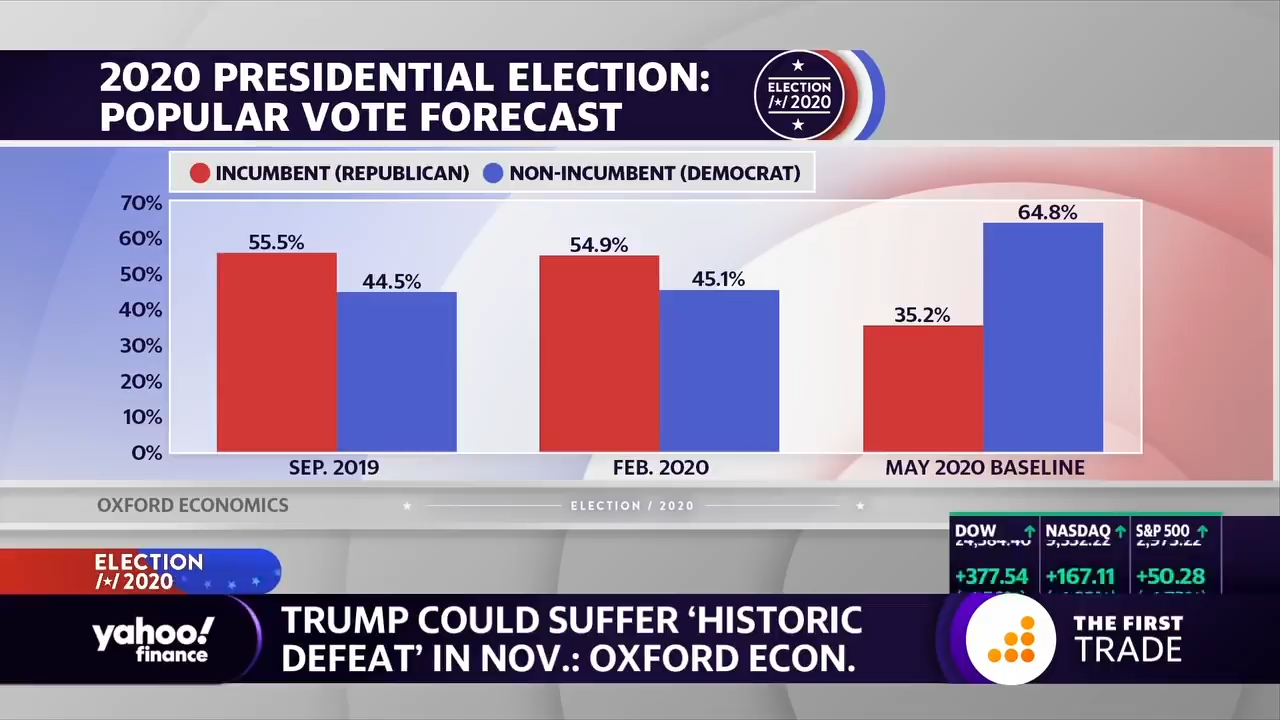 2020 PRESIDENTIAL ELECTION:
POPULAR VOTE FORECAST
ELECTION
/★/ 2020
INCUMBENT (REPUBLICAN)
NON-INCUMBENT (DEMOCRAT)
70%
60%
50%
40%
30%
20%
10%
0%
55.5%
44.5%
54.9%
45.1%
35.2%
64.8%
SEP. 2019
FEB. 2020
MAY 2020 BASELINE
OXFORD ECONOMICS
ELECTION / 2020
DOW
NASDAQ
S&P 500
+377.54
+167.11
+50.28
ELECTION
/★/ 2020
yahoo!
finance
TRUMP COULD SUFFER ‘HISTORIC
DEFEAT’ IN NOV.: OXFORD ECON.
THE FIRST
TRADE